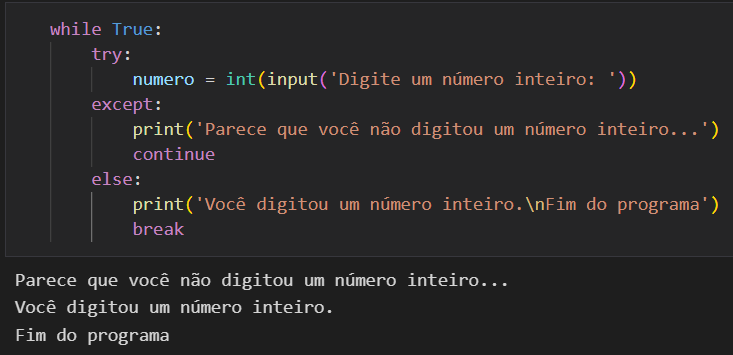 while True:
    try:
        numero = int(input('Digite um número inteiro: '))
    except:
        print('Parece que você não digitou um número inteiro...')
        continue
    else:
        print('Você digitou um número inteiro.\nFim do programa')
        break
Parece que você não digitou um número inteiro...
Você digitou um número inteiro.
Fim do programa